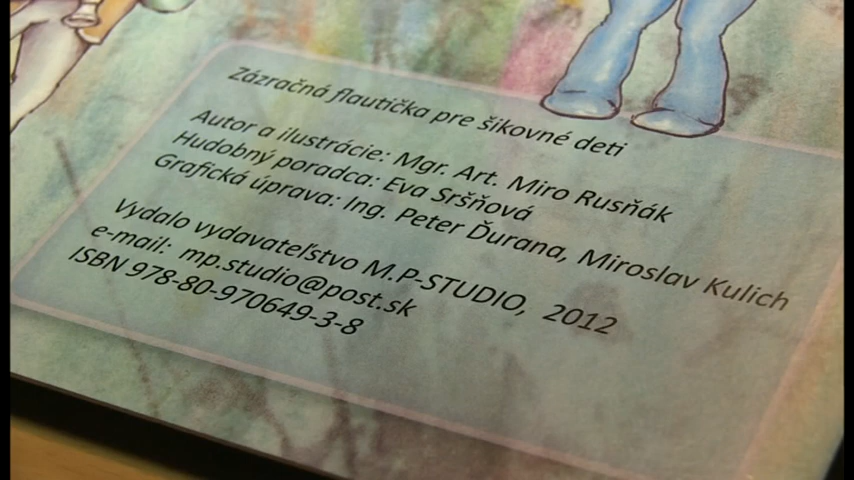 Zázračná flautička pre šikovné deti
Autor a ilustrácie: Mgr. Art. Miro Rusňák
Hudobný poradca: Eva Sršňová
Grafická úprava: Ing. Peter Ďurana, Miroslav Kulich
Vydalo vydavateľstvo M.P-STUDIO, 2012
e-mail: mp.studio@post.sk
ISBN 978-80-970649-3-8